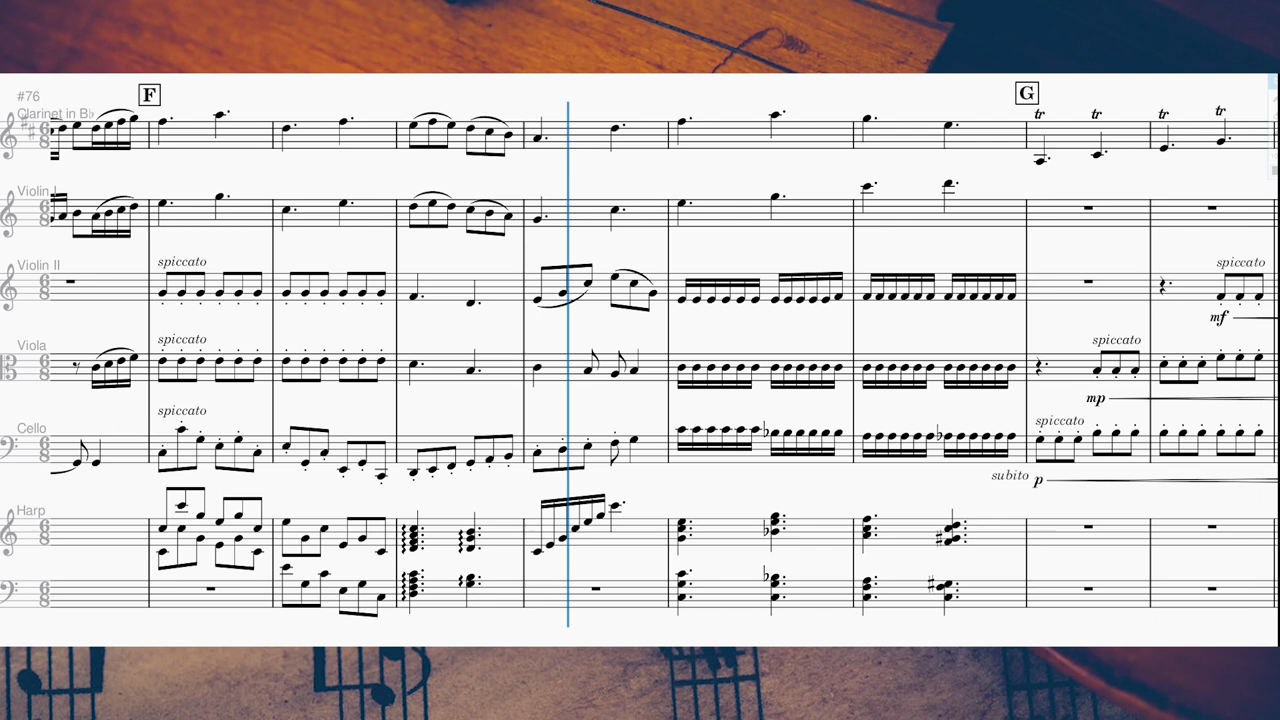 #76
F
G
Clarinet in B♭
tr tr tr tr
Violin I
Violin II
spiccato
spiccato
mf
Viola
spiccato
spiccato
mp
Cello
spiccato
spiccato
subito p
Harp